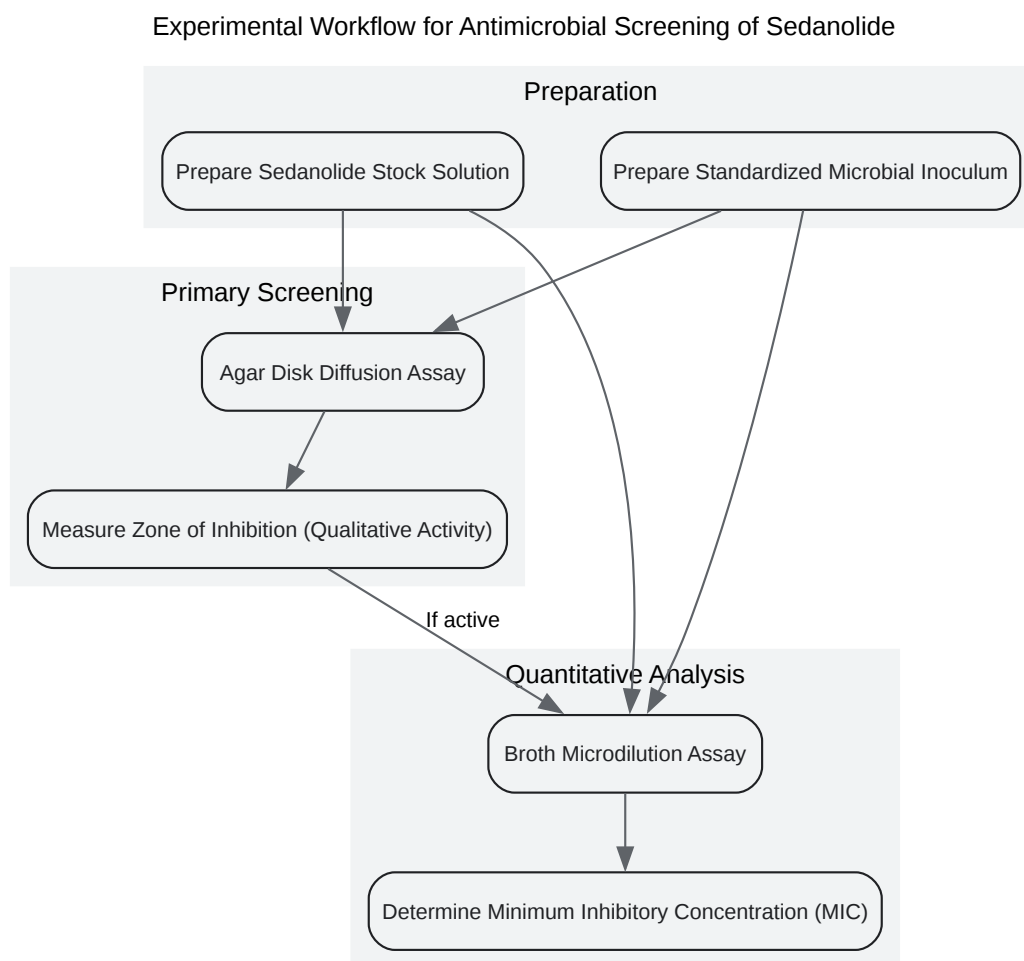 Experimental Workflow for Antimicrobial Screening of Sedanolide
Preparation
Prepare Sedanolide Stock Solution
Prepare Standardized Microbial Inoculum
Primary Screening
Agar Disk Diffusion Assay
Measure Zone of Inhibition (Qualitative Activity)
If active
Quantitative Analysis
Broth Microdilution Assay
Determine Minimum Inhibitory Concentration (MIC)